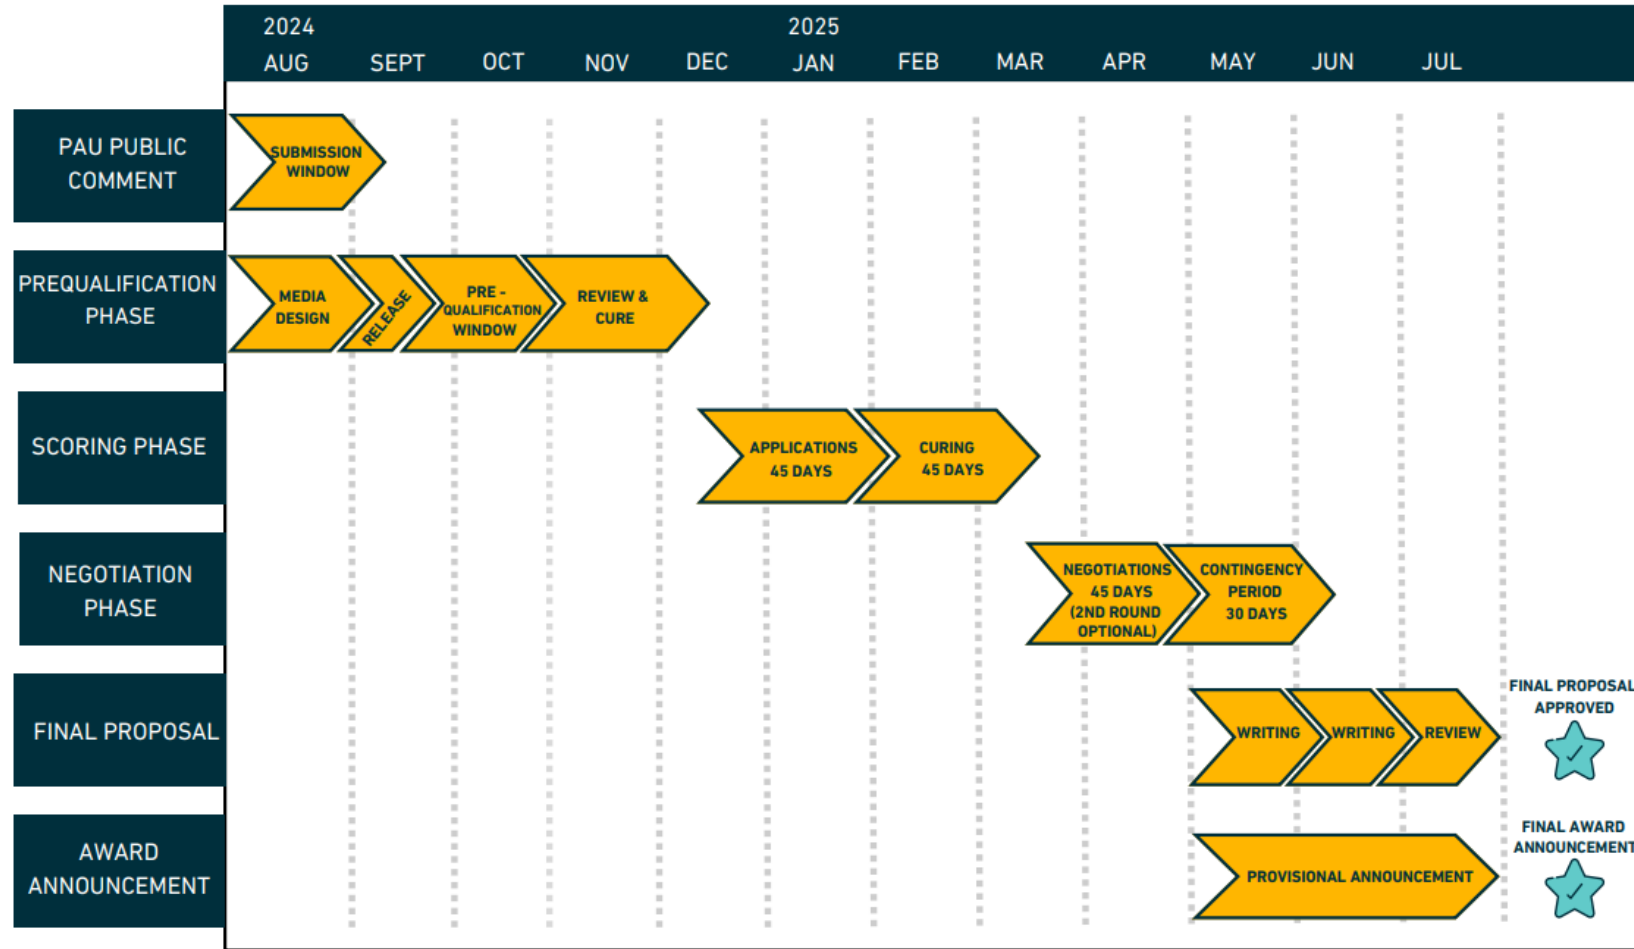 2024 2025
AUG SEPT OCT NOV DEC JAN FEB MAR APR MAY JUN JUL
PAU PUBLIC
COMMENT
SUBMISSION
WINDOW
PREQUALIFICATION
PHASE
MEDIA
DESIGN
RELEASE
PRE -
QUALIFICATION
WINDOW
REVIEW &
CURE
SCORING PHASE
APPLICATIONS
45 DAYS
CURING
45 DAYS
NEGOTIATION
PHASE
NEGOTIATIONS
45 DAYS
(2ND ROUND
OPTIONAL)
CONTINGENCY
PERIOD
30 DAYS
FINAL PROPOSAL
WRITING
WRITING
REVIEW
FINAL PROPOSAL
APPROVED
AWARD
ANNOUNCEMENT
PROVISIONAL ANNOUNCEMENT
FINAL AWARD
ANNOUNCEMENT